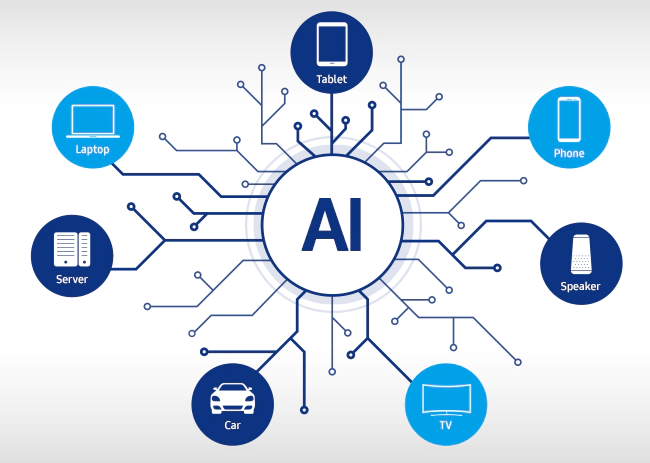 Tablet
Laptop
Phone
AI
Server
Speaker
Car
TV